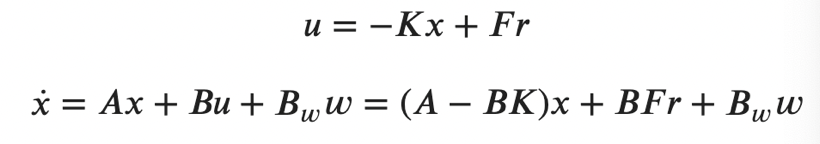 u = −Kx + Fr
ẋ = Ax + Bu + B_w w = (A − BK)x + BFr + B_w w